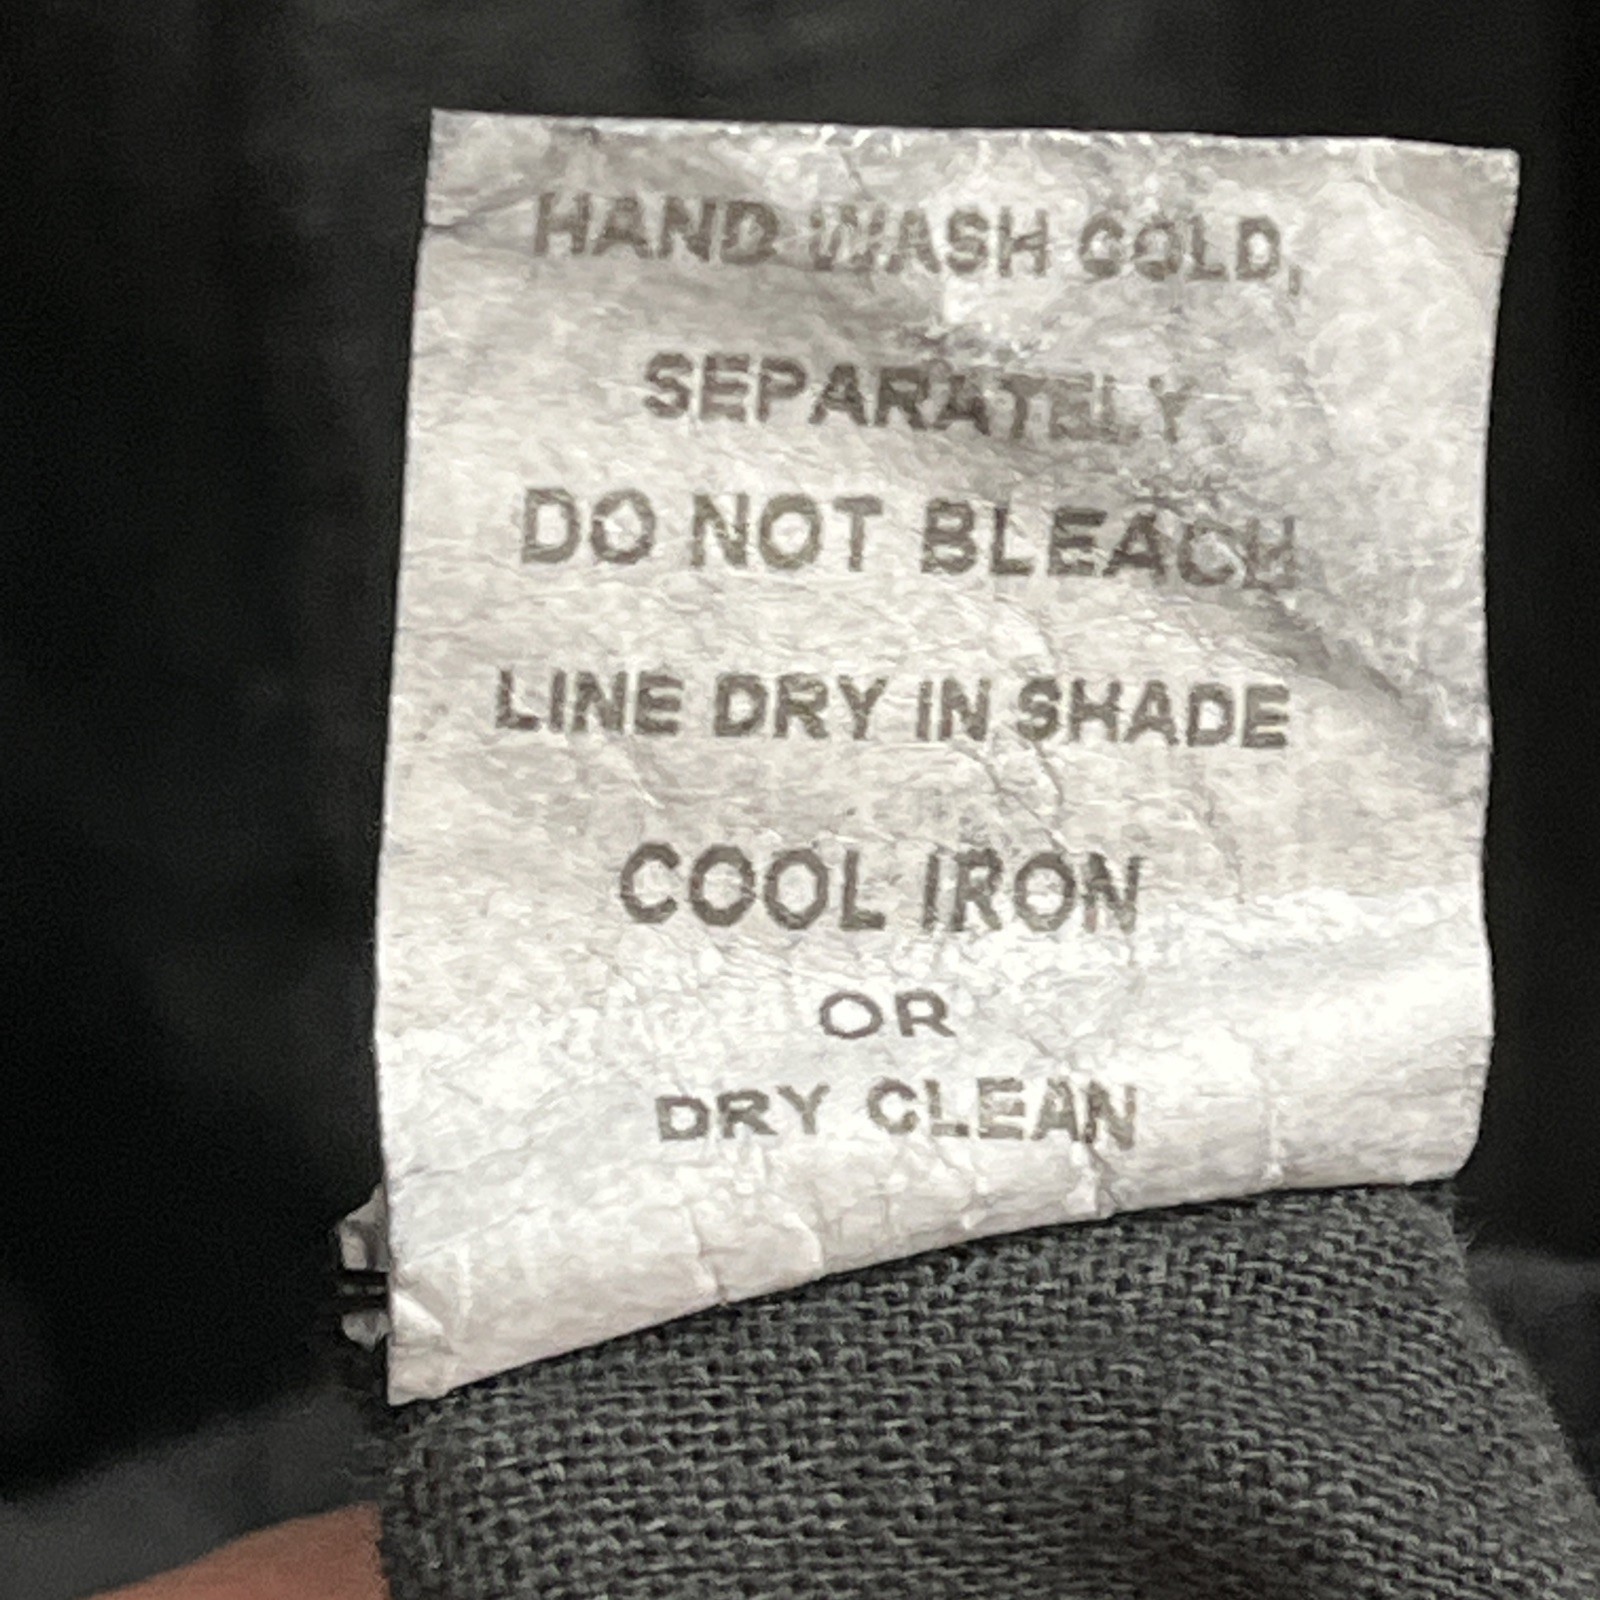 HAND WASH COLD,
SEPARATELY
DO NOT BLEACH
LINE DRY IN SHADE
COOL IRON
OR
DRY CLEAN